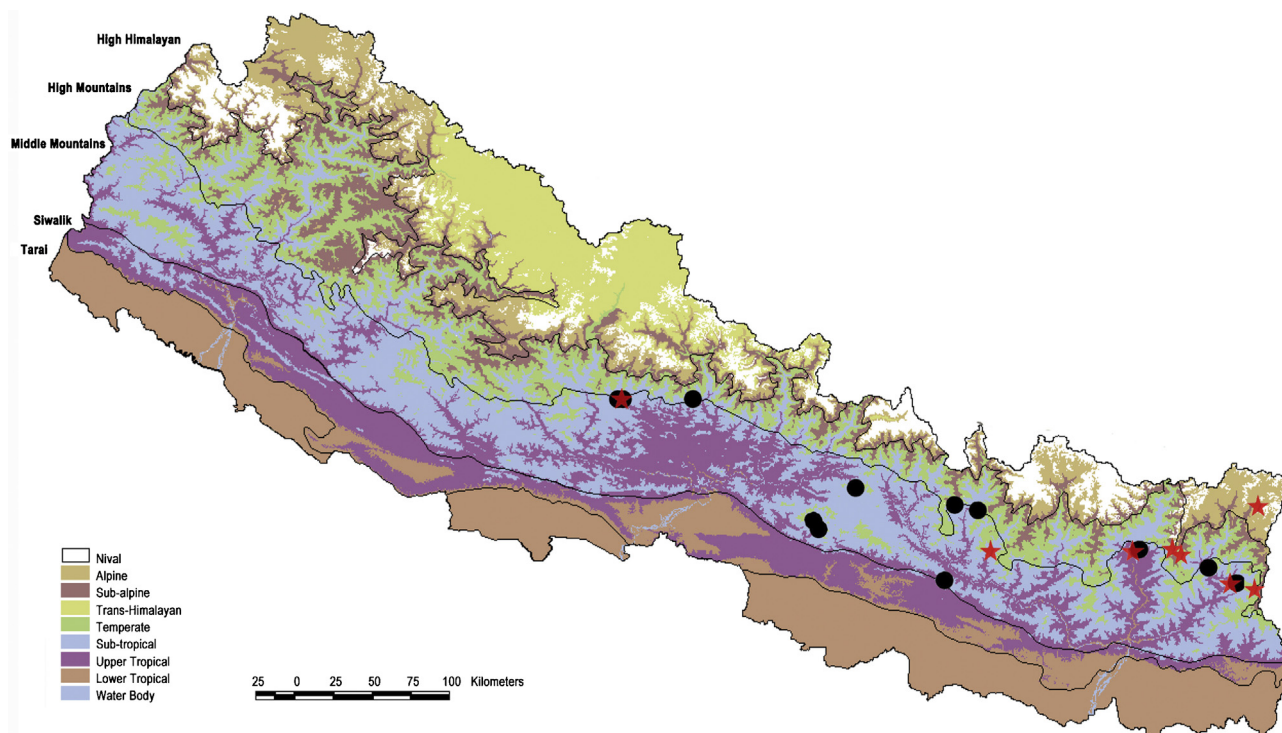 High Himalayan
High Mountains
Middle Mountains
Siwalik
Tarai
Nival
Alpine
Sub-alpine
Trans-Himalayan
Temperate
Sub-tropical
Upper Tropical
Lower Tropical
Water Body
25 0 25 50 75 100 Kilometers